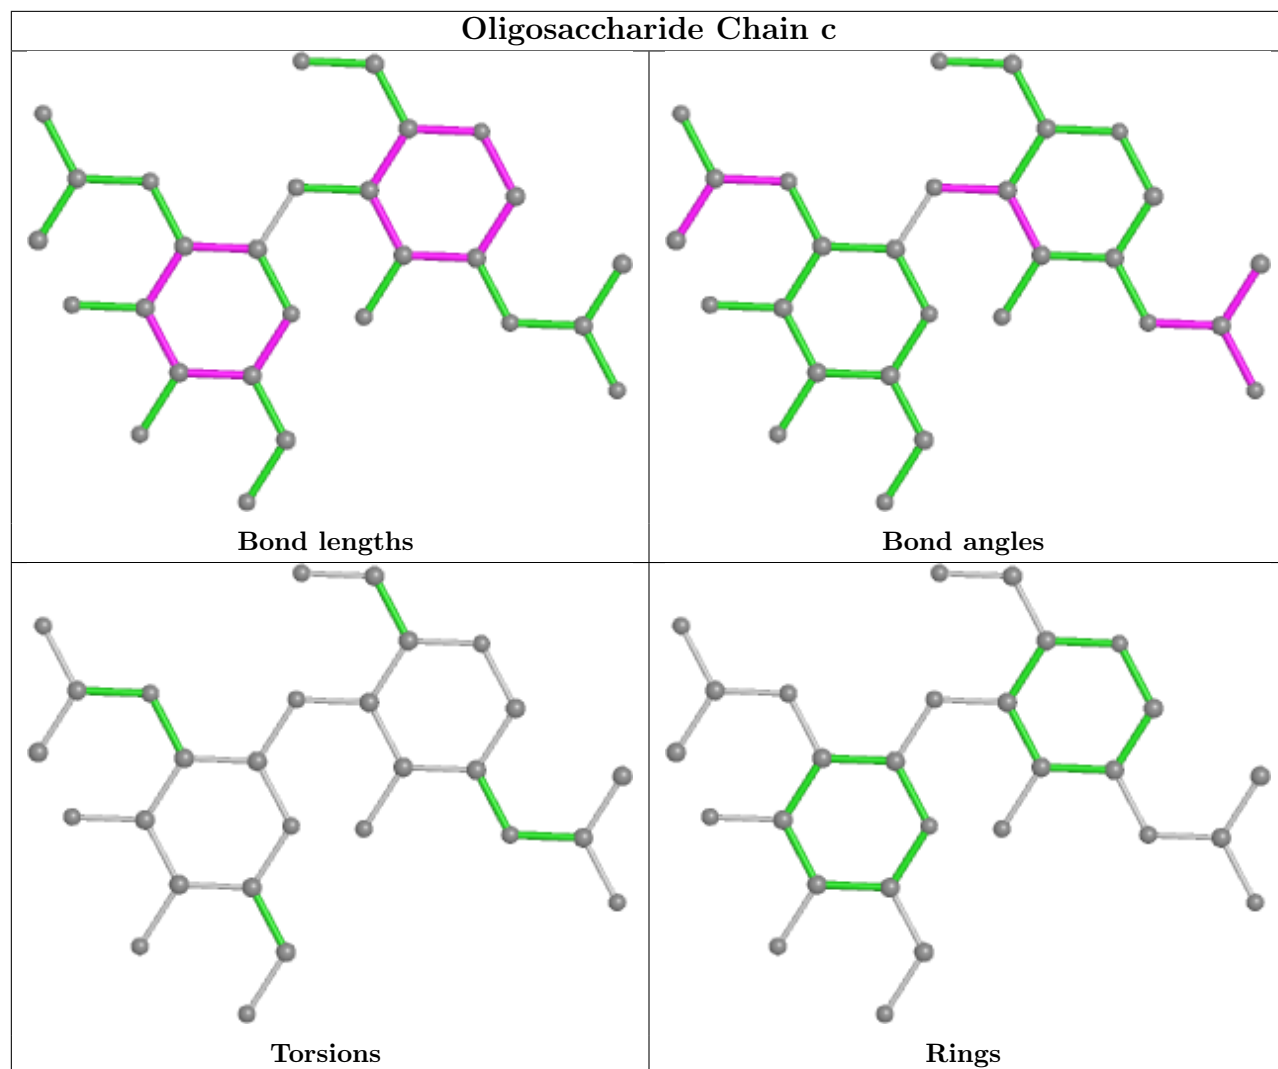 Oligosaccharide Chain c
Bond lengths
Bond angles
Torsions
Rings